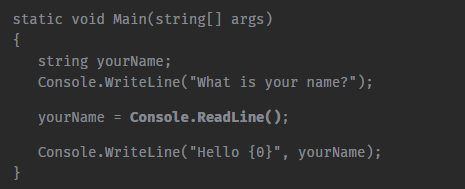 static void Main(string[] args)
{
string yourName;
Console.WriteLine("What is your name?");
yourName = Console.ReadLine();
Console.WriteLine("Hello {0}", yourName);
}